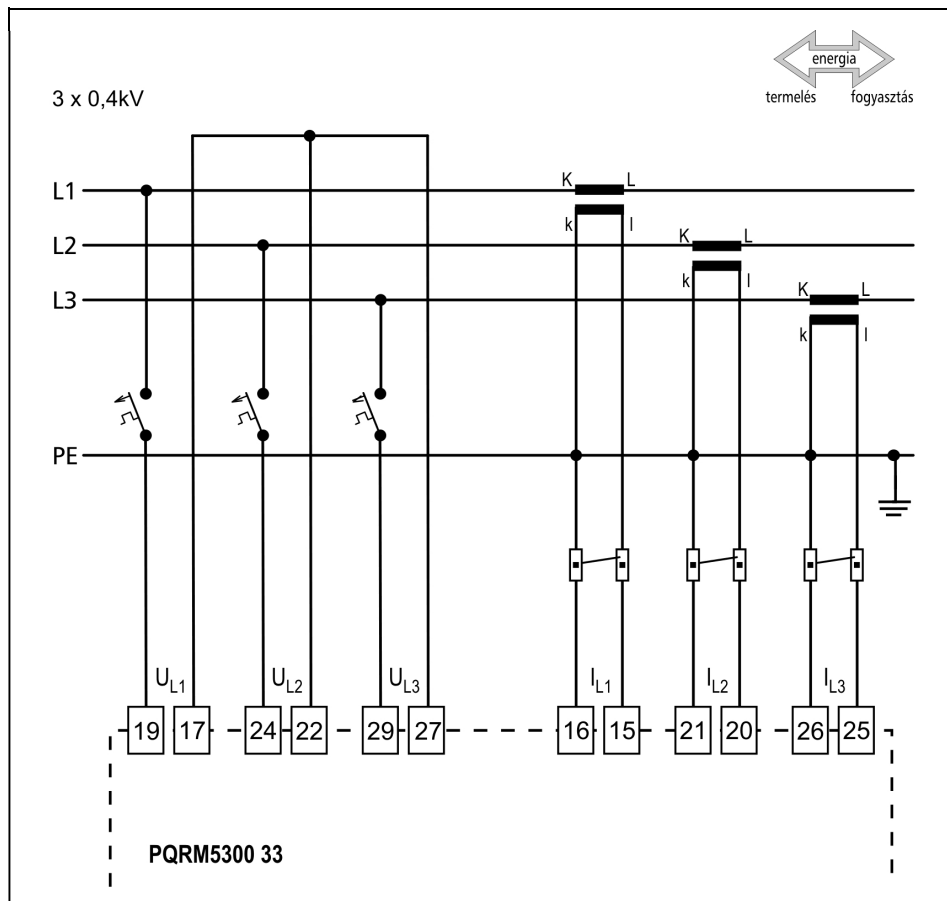 energia
termelés fogyasztás
3 x 0,4kV
L1
K L
k l
L2
K L
k l
L3
K L
k l
PE
UL1 UL2 UL3 IL1 IL2 IL3
19 17 24 22 29 27 16 15 21 20 26 25
PQRM5300 33